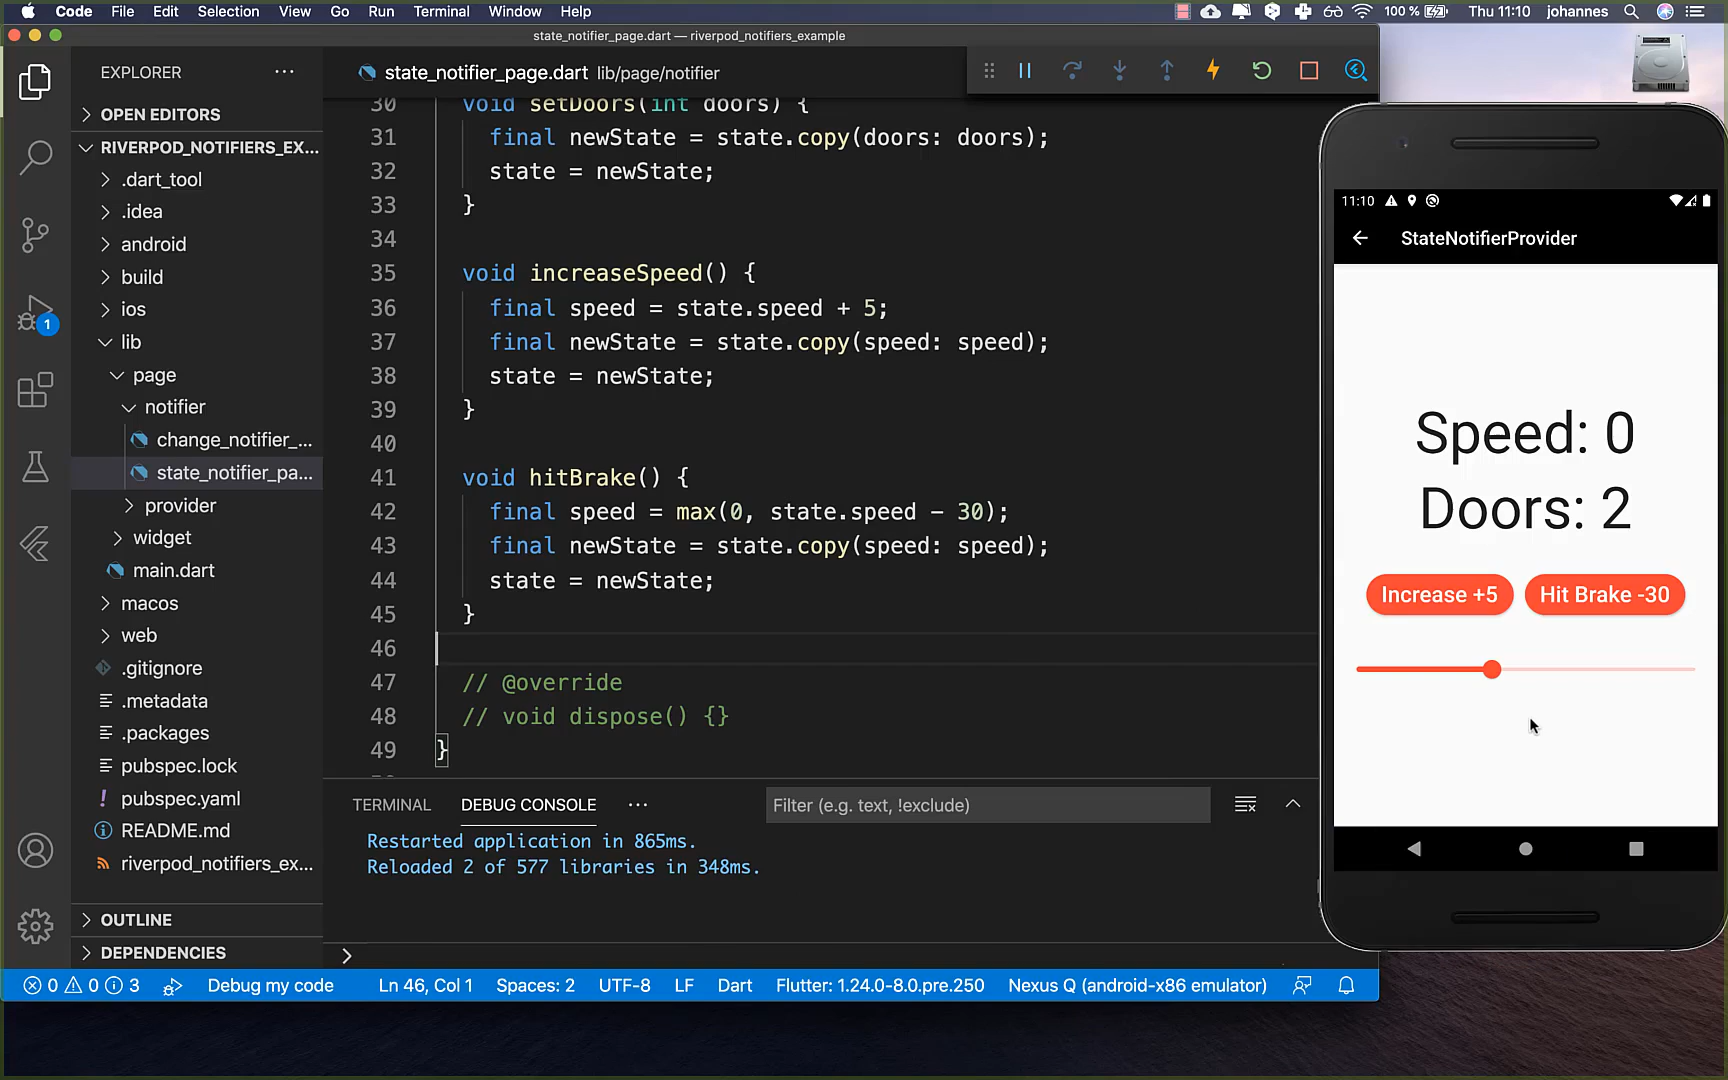 Code File Edit Selection View Go Run Terminal Window Help 100 % Thu 11:10 johannes
state_notifier_page.dart — riverpod_notifiers_example
EXPLORER
state_notifier_page.dart lib/page/notifier
OPEN EDITORS
RIVERPOD_NOTIFIERS_EX...
.dart_tool
.idea
android
build
ios
lib
page
notifier
change_notifier_...
state_notifier_pa...
provider
widget
main.dart
macos
web
.gitignore
.metadata
.packages
pubspec.lock
pubspec.yaml
README.md
riverpod_notifiers_ex...
OUTLINE
DEPENDENCIES
1
30 void setDoors(int doors) {
31 final newState = state.copy(doors: doors);
32 state = newState;
33 }
34
35 void increaseSpeed() {
36 final speed = state.speed + 5;
37 final newState = state.copy(speed: speed);
38 state = newState;
39 }
40
41 void hitBrake() {
42 final speed = max(0, state.speed - 30);
43 final newState = state.copy(speed: speed);
44 state = newState;
45 }
46
47 // @override
48 // void dispose() {}
49 }
TERMINAL DEBUG CONSOLE ... Filter (e.g. text, !exclude)
Restarted application in 865ms.
Reloaded 2 of 577 libraries in 348ms.
0 0 3 Debug my code Ln 46, Col 1 Spaces: 2 UTF-8 LF Dart Flutter: 1.24.0-8.0.pre.250 Nexus Q (android-x86 emulator)
11:10
StateNotifierProvider
Speed: 0
Doors: 2
Increase +5 Hit Brake -30